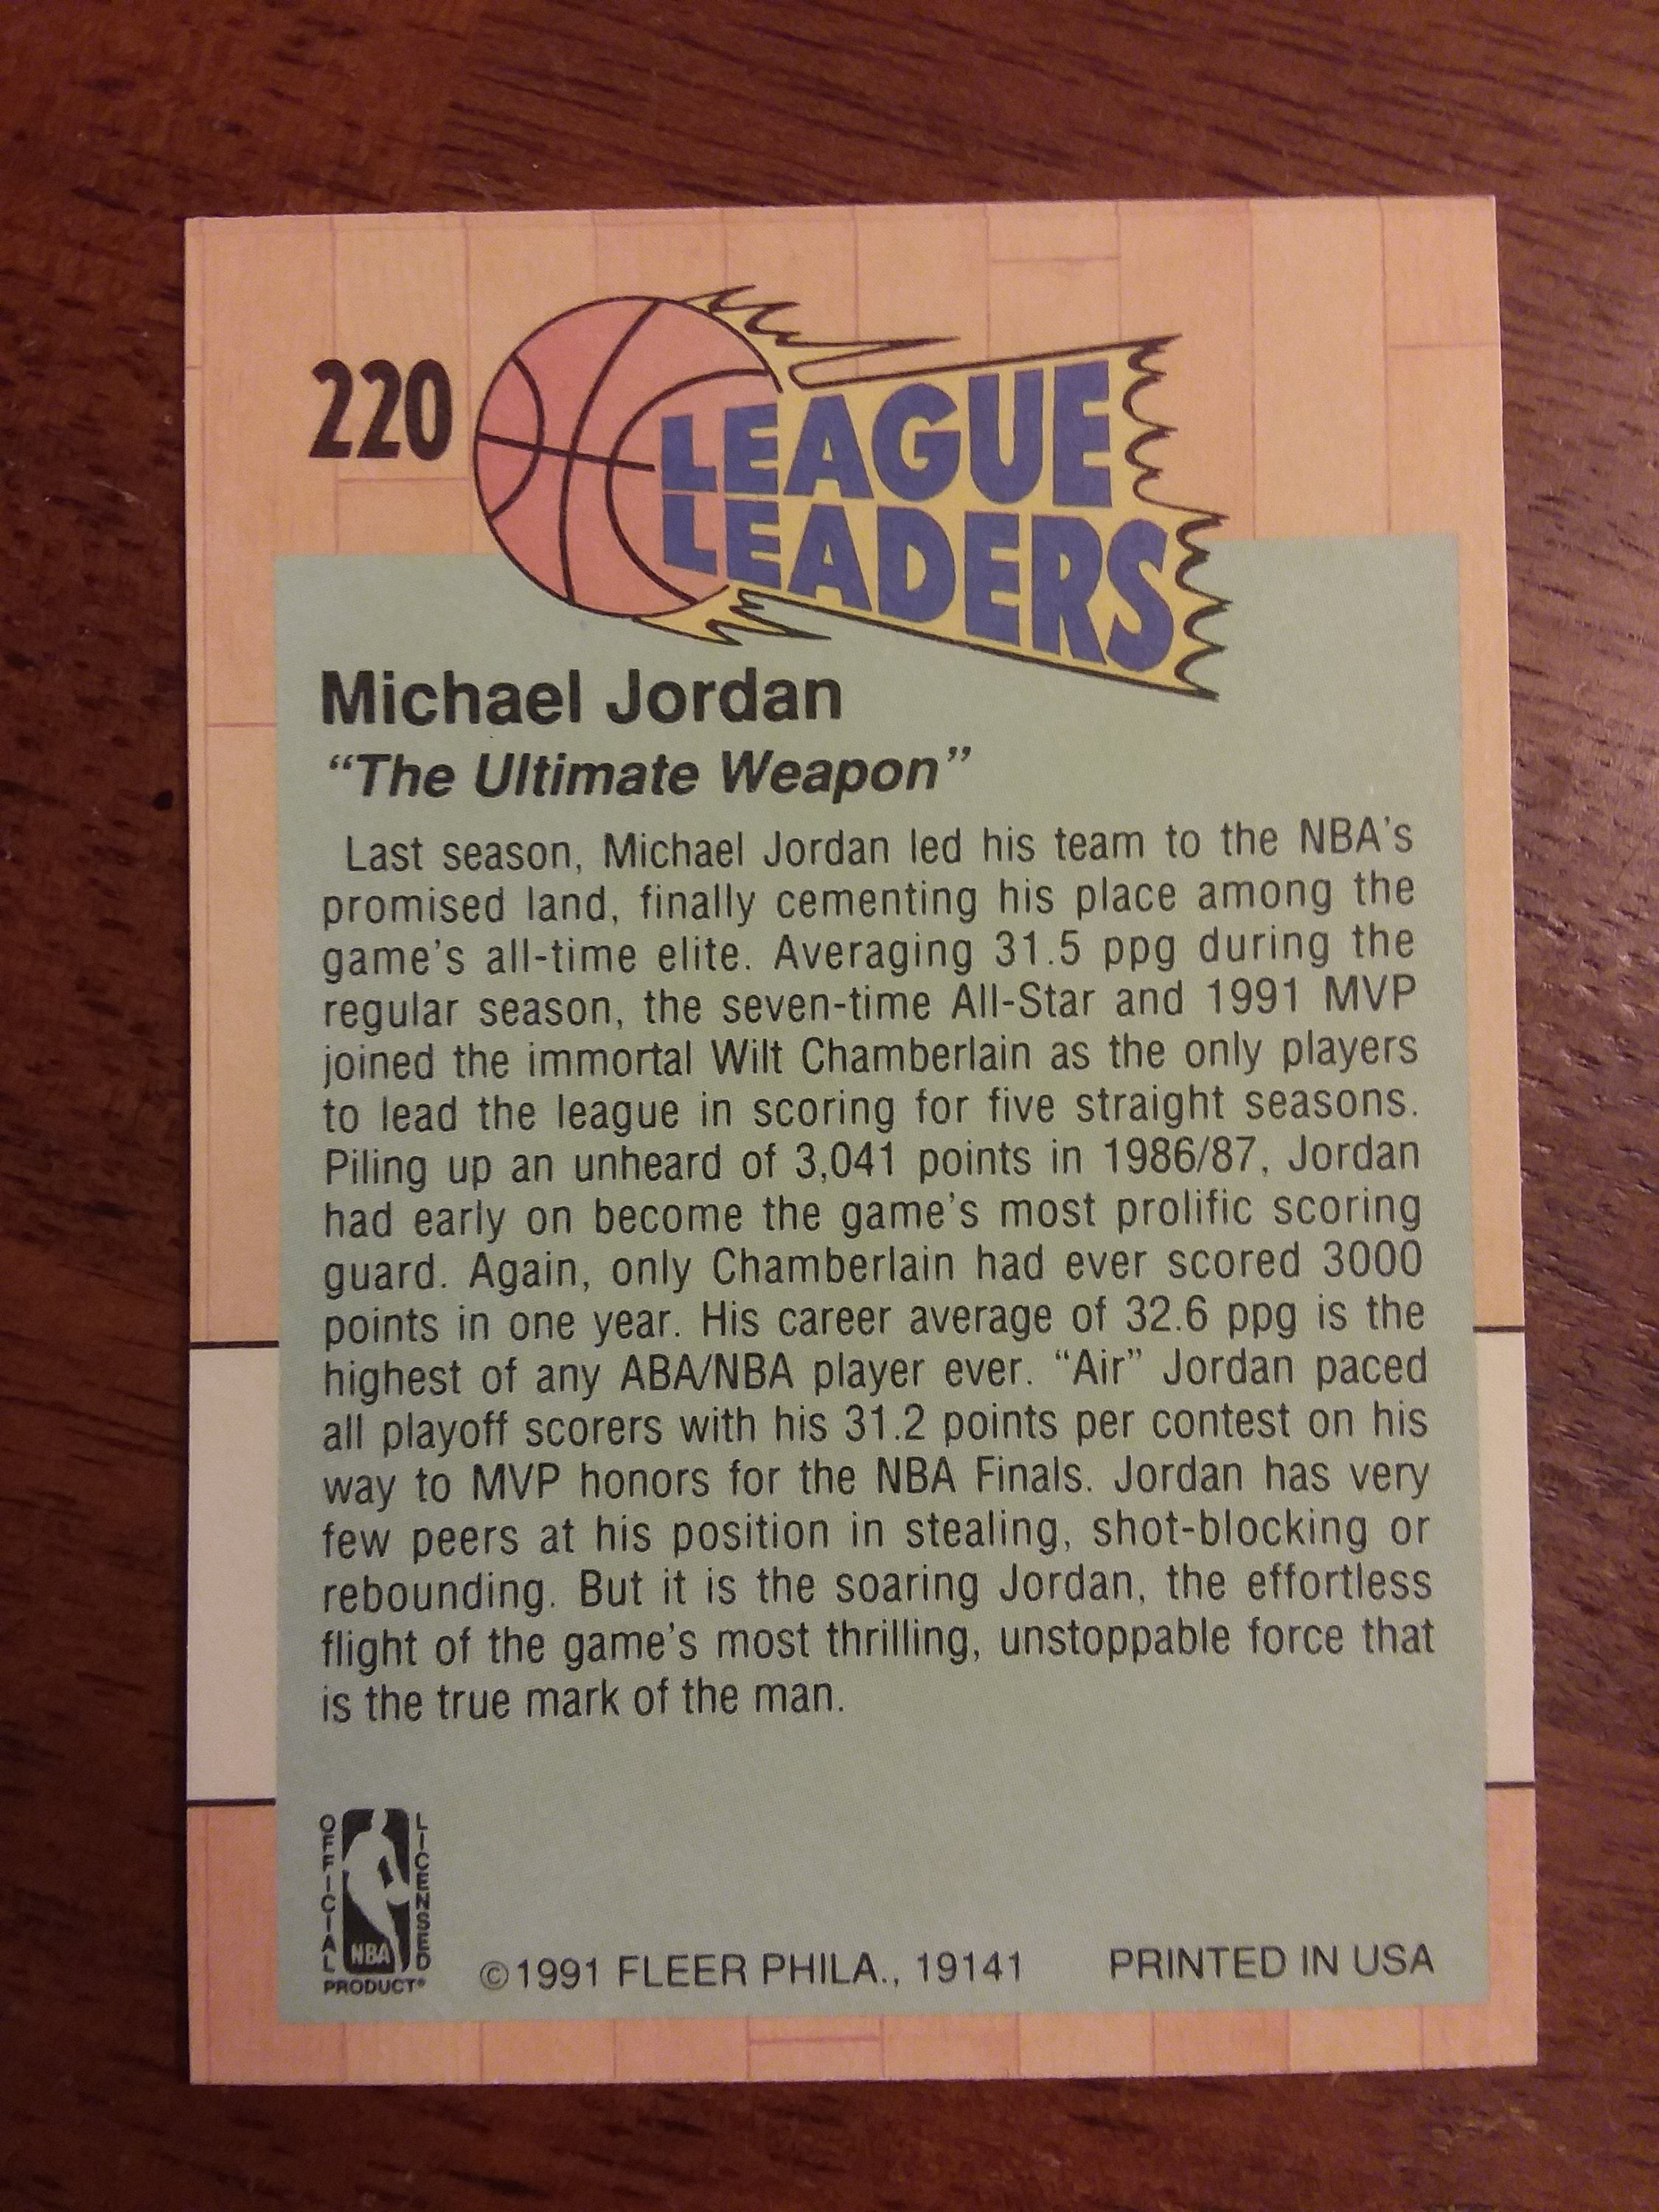 220
LEAGUE
LEADERS
Michael Jordan
“The Ultimate Weapon”
Last season, Michael Jordan led his team to the NBA's
promised land, finally cementing his place among the
game's all-time elite. Averaging 31.5 ppg during the
regular season, the seven-time All-Star and 1991 MVP
joined the immortal Wilt Chamberlain as the only players
to lead the league in scoring for five straight seasons.
Piling up an unheard of 3,041 points in 1986/87, Jordan
had early on become the game's most prolific scoring
guard. Again, only Chamberlain had ever scored 3000
points in one year. His career average of 32.6 ppg is the
highest of any ABA/NBA player ever. “Air” Jordan paced
all playoff scorers with his 31.2 points per contest on his
way to MVP honors for the NBA Finals. Jordan has very
few peers at his position in stealing, shot-blocking or
rebounding. But it is the soaring Jordan, the effortless
flight of the game's most thrilling, unstoppable force that
is the true mark of the man.
OFFICIAL
LICENSED
NBA
PRODUCT®
©1991 FLEER PHILA., 19141 PRINTED IN USA